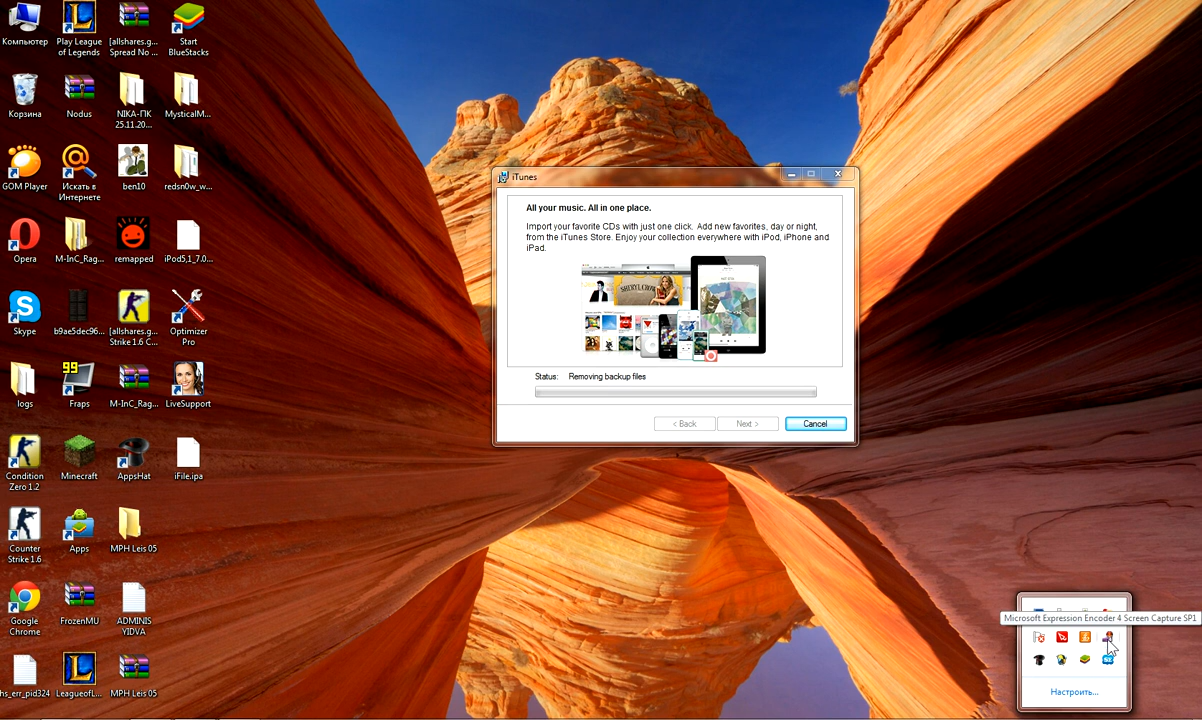 Компьютер
Play League
of Legends
[allshares.g...
Spread No ...
Start
BlueStacks
Корзина
Nodus
NIKA-ПК
25.11.20...
MysticalM...
GOM Player
Искать в
Интернете
ben10
redsn0w_w...
Opera
M-InC_Rag...
remapped
iPod5,1_7.0...
Skype
b9ae5dec96...
[allshares.g...
Strike 1.6 C...
Optimizer
Pro
logs
99
Fraps
M-InC_Rag...
LiveSupport
Condition
Zero 1.2
Minecraft
AppsHat
iFile.ipa
Counter
Strike 1.6
Apps
MPH Leis 05
Google
Chrome
FrozenMU
ADMINIS
YIDVA
hs_err_pid324
LeagueofL...
MPH Leis 05
iTunes
All your music. All in one place.
Import your favorite CDs with just one click. Add new favorites, day or night,
from the iTunes Store. Enjoy your collection everywhere with iPod, iPhone and
iPad.
SHERYL CROW
Status: Removing backup files
< Back
Next >
Cancel
Microsoft Expression Encoder 4 Screen Capture SP1
Настроить...